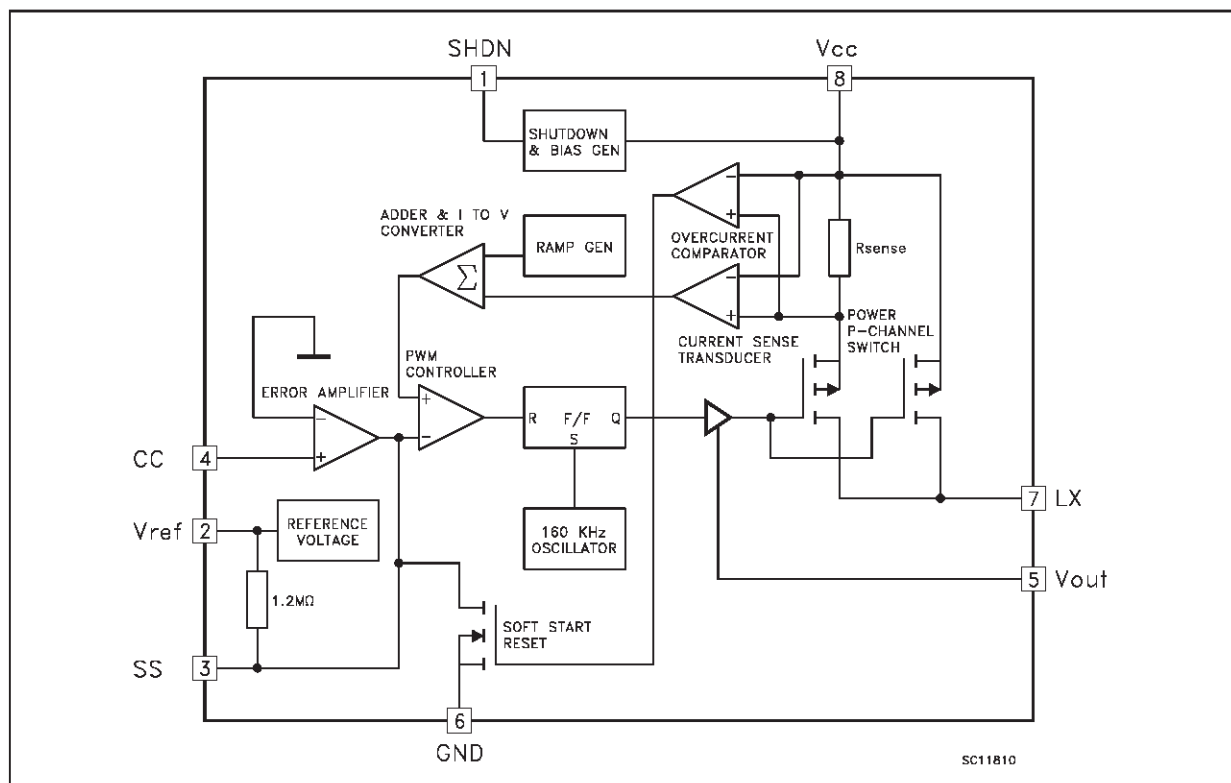 SHDN
Vcc
1
8
SHUTDOWN
& BIAS GEN
ADDER & I TO V
CONVERTER
RAMP GEN
Σ
−
+
OVERCURRENT
COMPARATOR
Rsense
−
+
CURRENT SENSE
TRANSDUCER
POWER
P-CHANNEL
SWITCH
PWM
CONTROLLER
ERROR AMPLIFIER
−
+
+
−
R F/F Q
S
CC 4
Vref 2
REFERENCE
VOLTAGE
160 KHz
OSCILLATOR
7 LX
5 Vout
1.2MΩ
SOFT START
RESET
SS 3
6
GND
SC11810